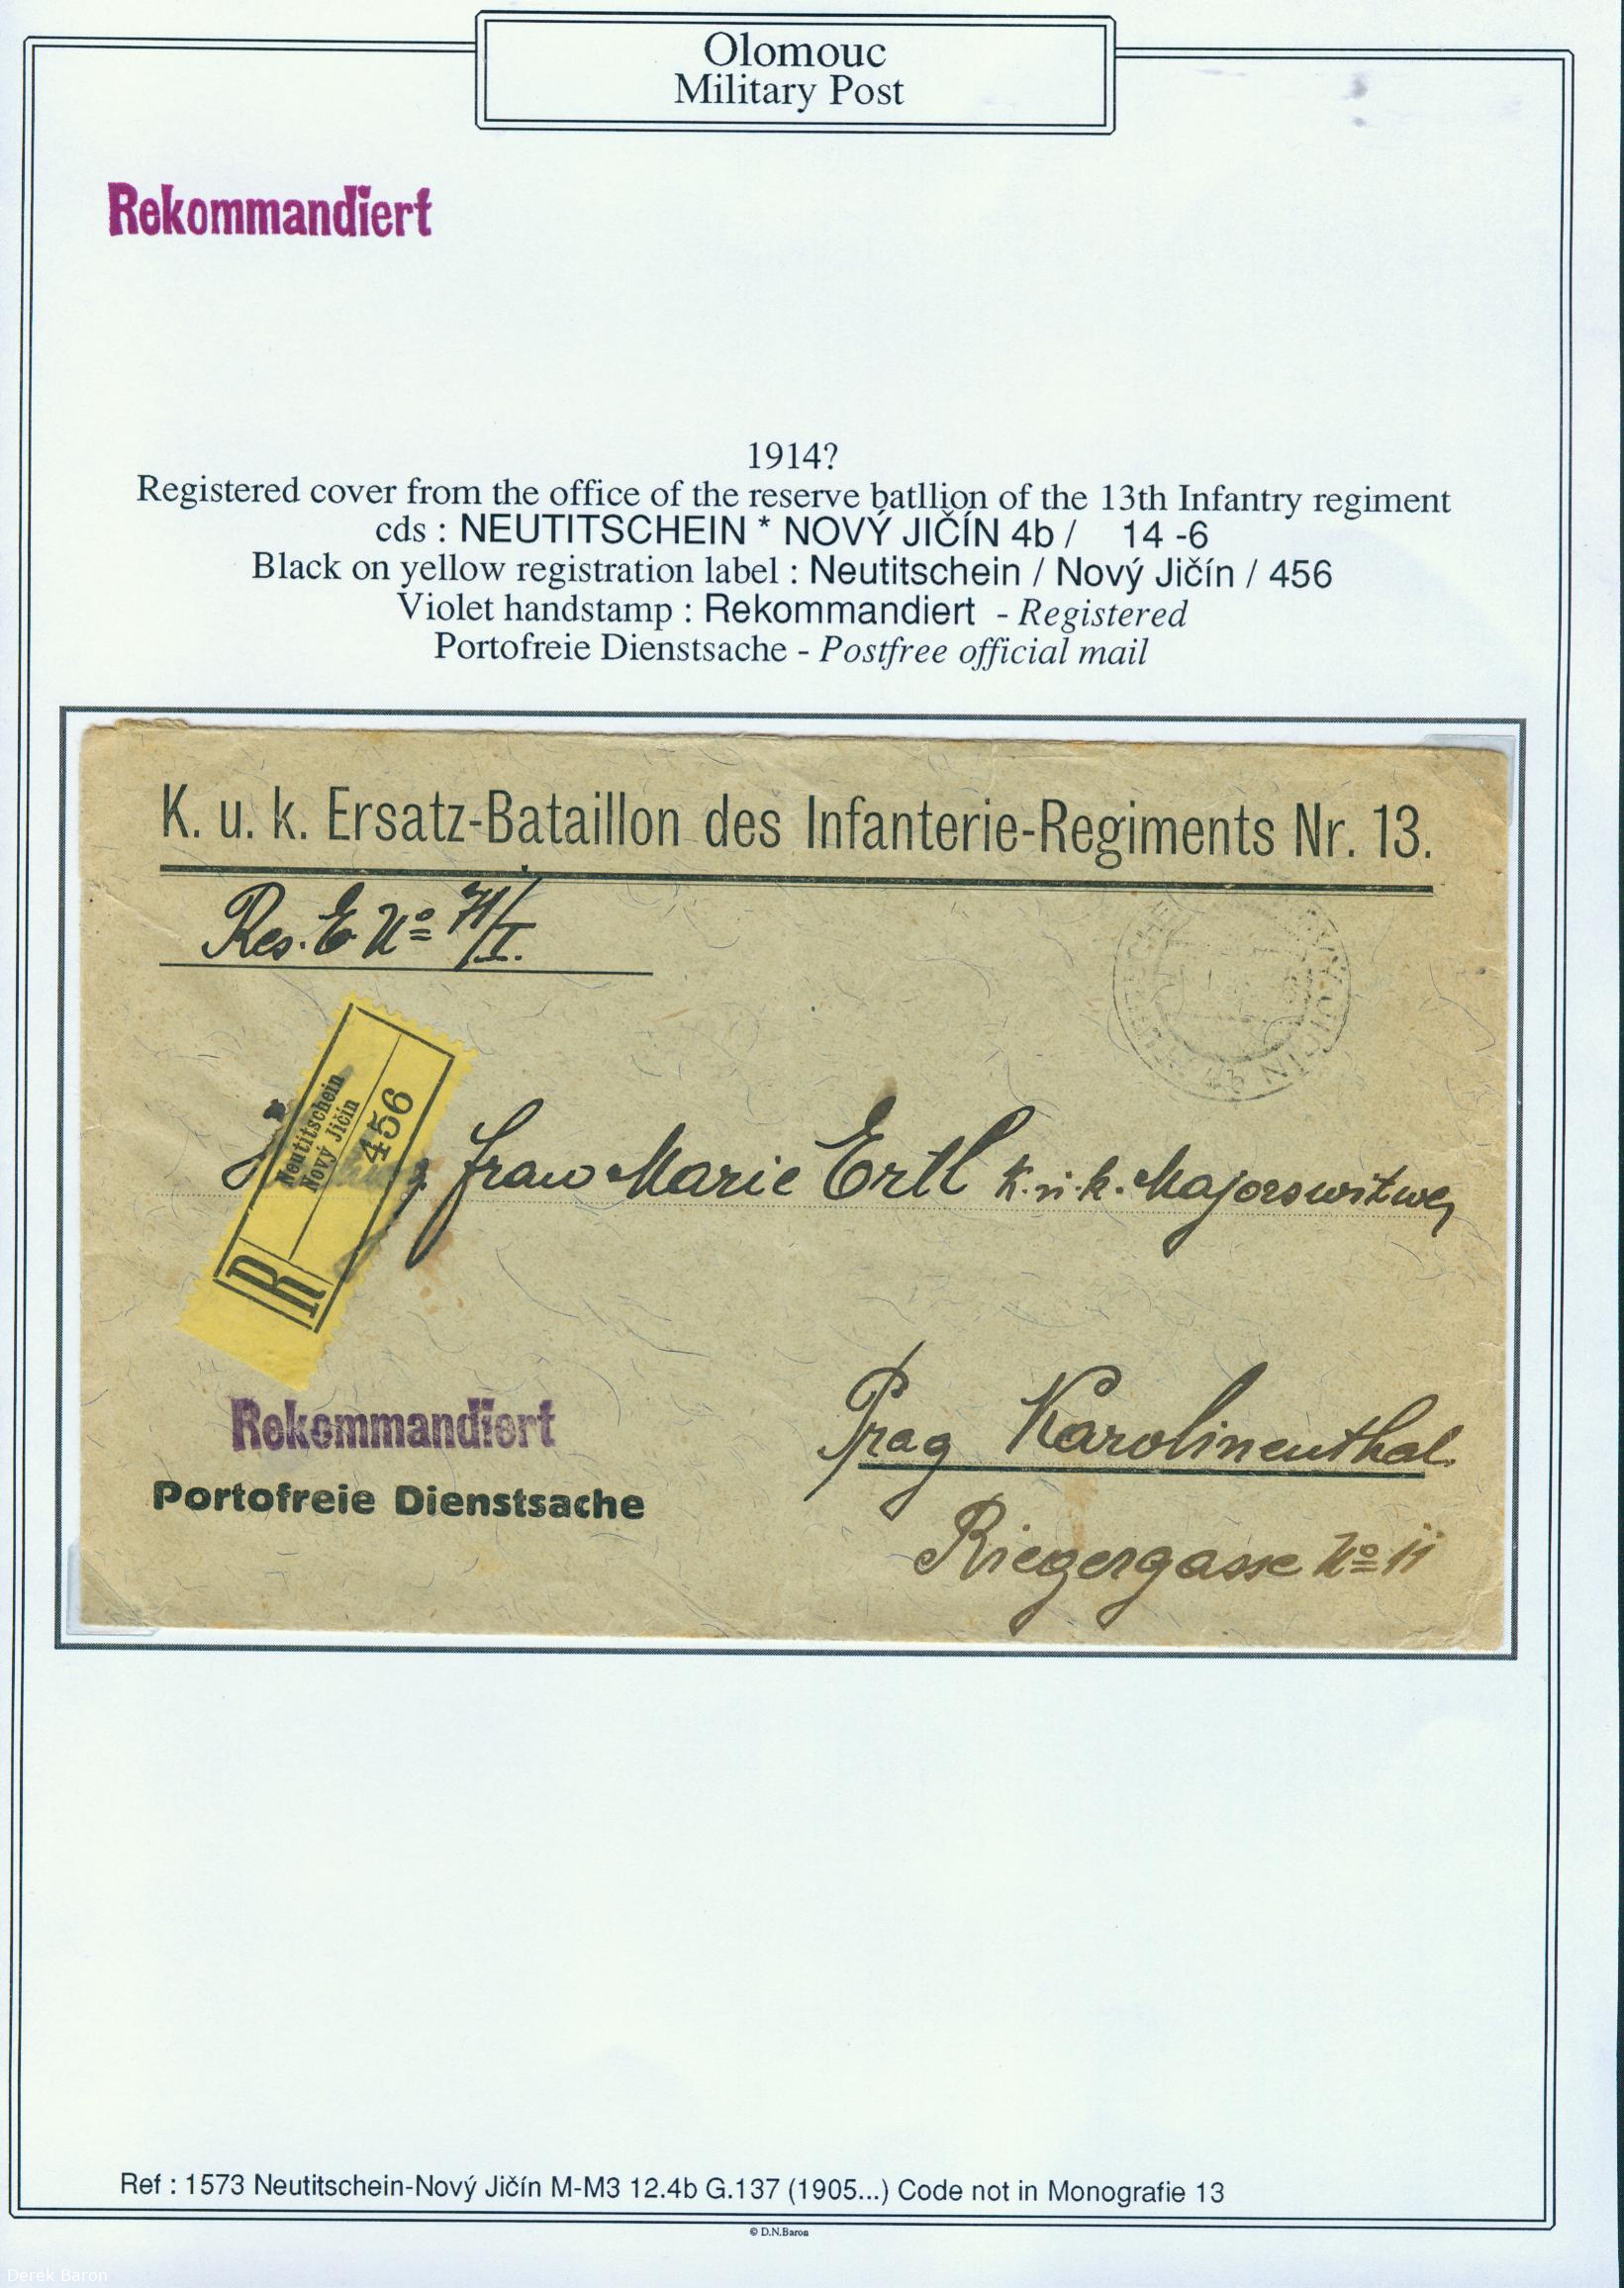 Olomouc
Military Post
Rekommandiert
1914?
Registered cover from the office of the reserve batllion of the 13th Infantry regiment
cds : NEUTITSCHEIN * NOVÝ JIČÍN 4b / 14 -6
Black on yellow registration label : Neutitschein / Nový Jičín / 456
Violet handstamp : Rekommandiert - Registered
Portofreie Dienstsache - Postfree official mail
K. u. k. Ersatz-Bataillon des Infanterie-Regiments Nr. 13.
Res. E No 71/I.
R
Neutitschein
Nový Jičín
456
Frau Marie Ertl k.u.k. Majorswitwe,
Rekommandiert
Portofreie Dienstsache
Prag Karolinenthal.
Riegergasse No 11
Ref : 1573 Neutitschein-Nový Jičín M-M3 12.4b G.137 (1905...) Code not in Monografie 13
© D.N.Baron
Derek Baron